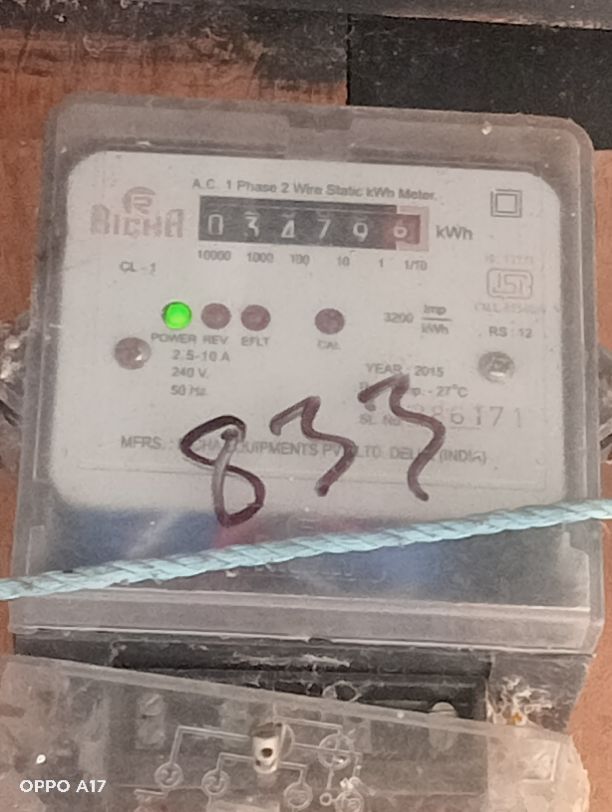 A.C. 1 Phase 2 Wire Static kWh Meter.
RICHA
0 3 4 7 9 6 kWh
10000 1000 100 10 1 1/10
CL - 1
ISI
3200 Imp/kWh
RS : 12
POWER REV EFLT CAL
2.5-10 A
240 V.
50 Hz.
YEAR : 2015
- 27°C
SL. No. 86171
833
MFRS. : EQUIPMENTS PVT LTD. DELHI (INDIA)
OPPO A17